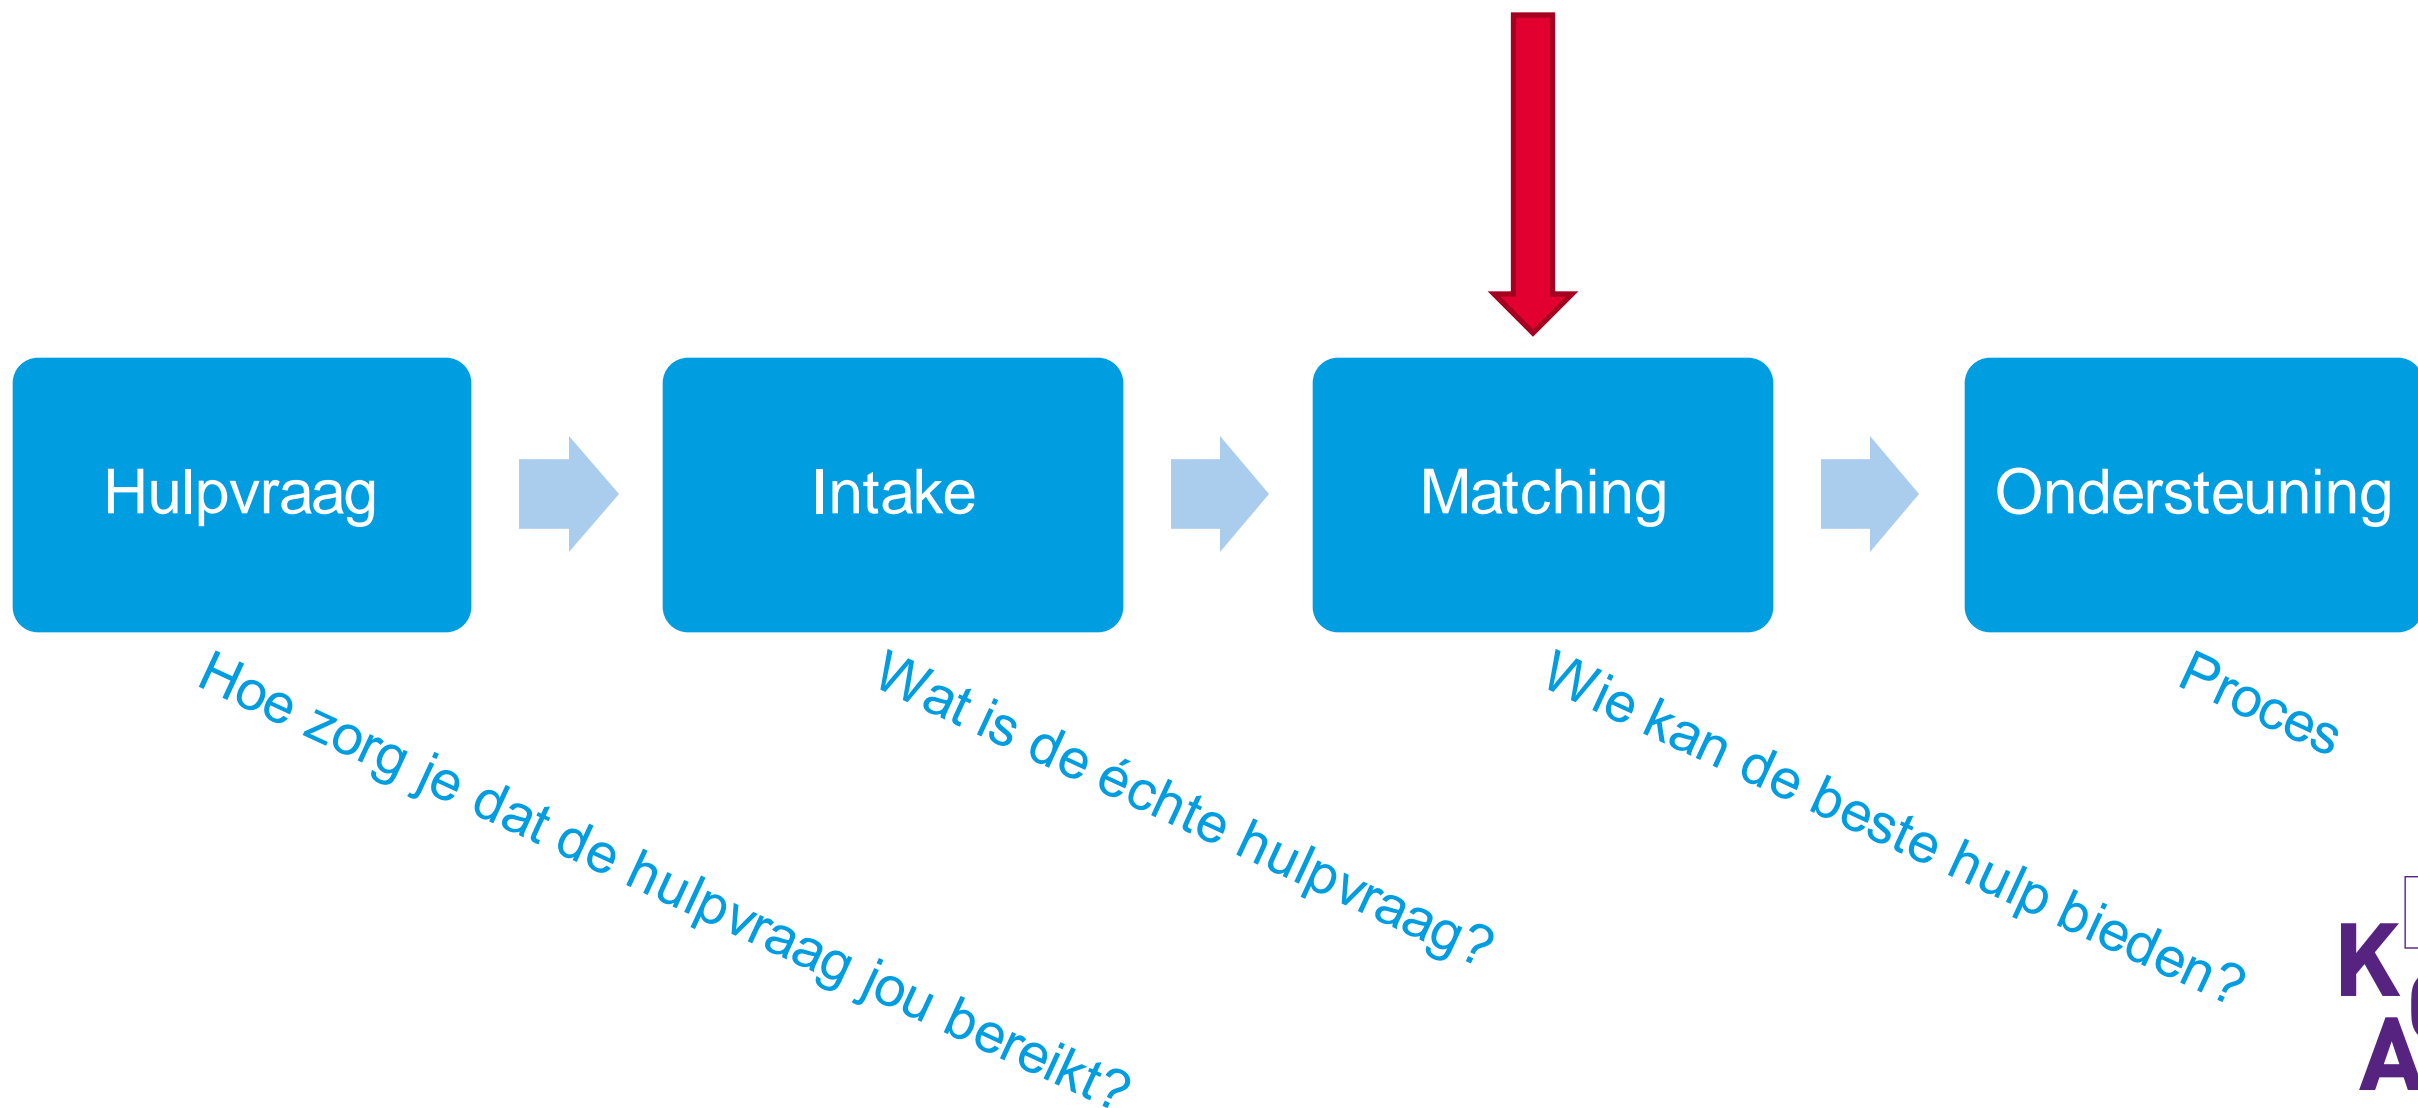 Hulpvraag
Intake
Matching
Ondersteuning
Hoe zorg je dat de hulpvraag jou bereikt?
Wat is de échte hulpvraag?
Wie kan de beste hulp bieden?
Proces
K
A